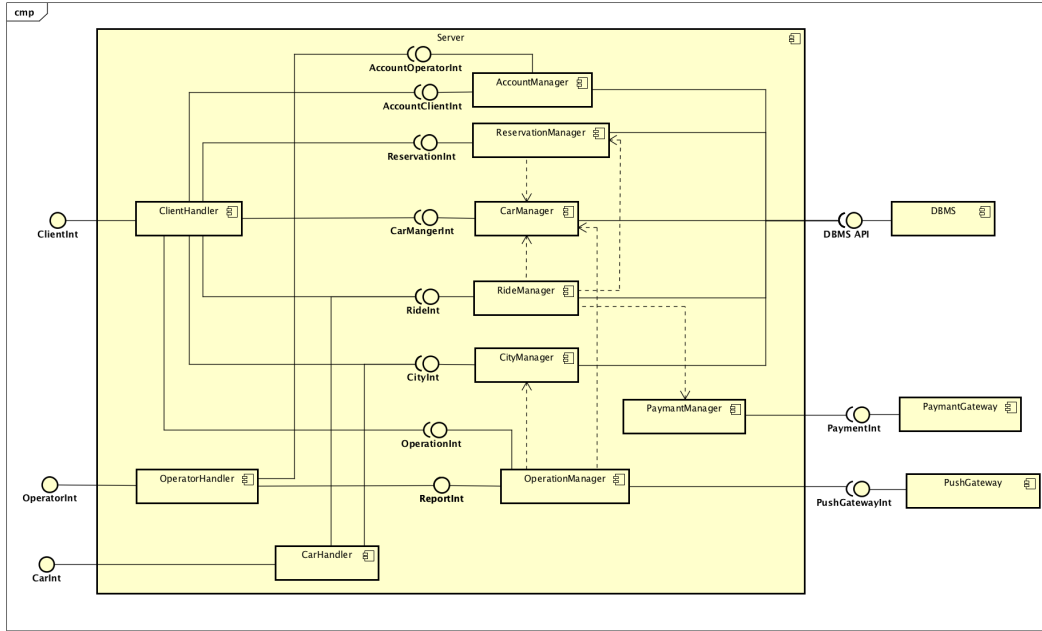 cmp
Server
AccountOperatorInt
AccountManager
AccountClientInt
ReservationManager
ReservationInt
ClientHandler
CarManager
DBMS
ClientInt
CarMangerInt
DBMS API
RideManager
RideInt
CityManager
CityInt
PaymantManager
PaymantGateway
PaymentInt
OperationInt
OperatorHandler
OperationManager
PushGateway
OperatorInt
ReportInt
PushGatewayInt
CarHandler
CarInt